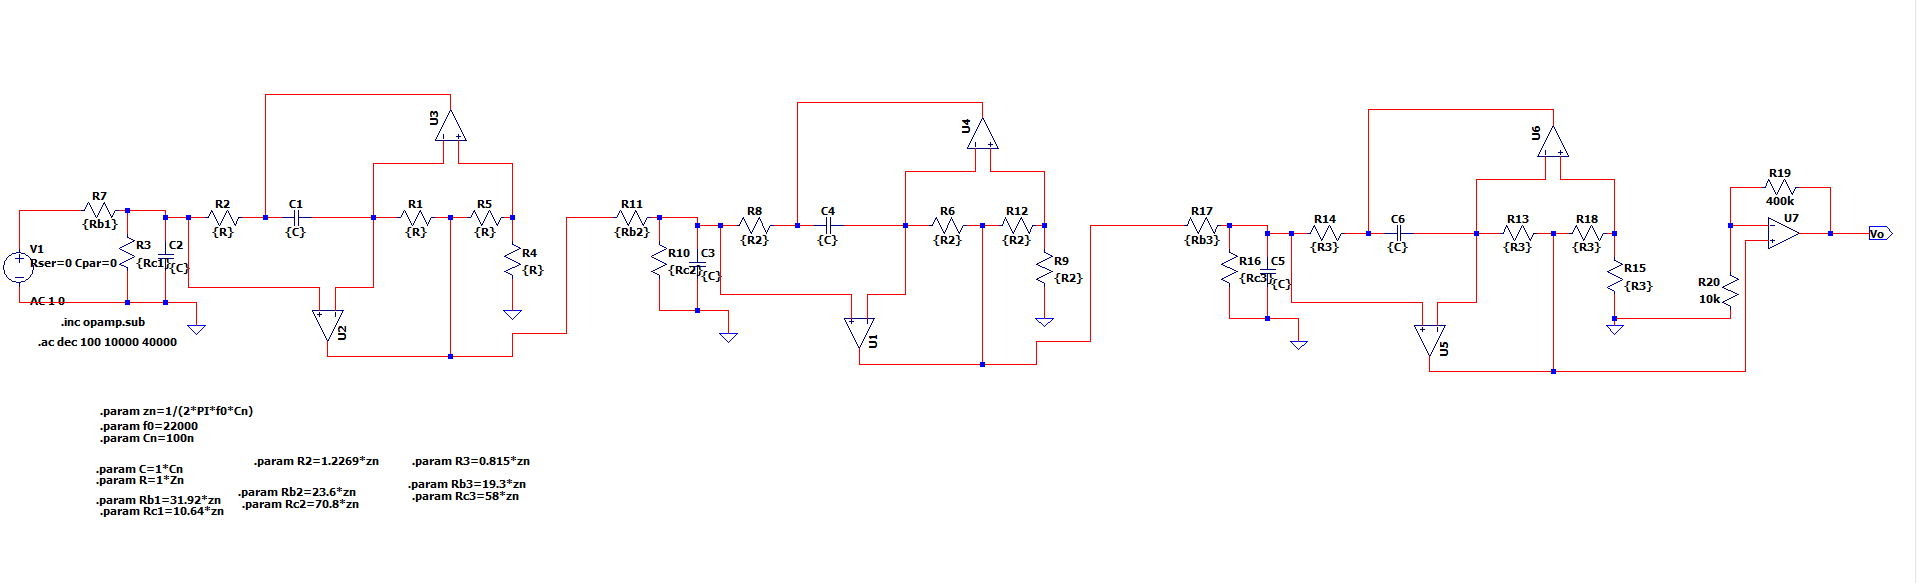 U3
U4
U6
R19
400k
R7
{Rb1}
R2
{R}
C1
{C}
R1
{R}
R5
{R}
R11
{Rb2}
R8
{R2}
C4
{C}
R6
{R2}
R12
{R2}
R17
{Rb3}
R14
{R3}
C6
{C}
R13
{R3}
R18
{R3}
U7
Vo
V1
Rser=0 Cpar=0
AC 1 0
R3
{Rc1}
C2
{C}
R4
{R}
R10
{Rc2}
C3
{C}
R9
{R2}
R16
{Rc3}
C5
{C}
R15
{R3}
R20
10k
U2
U1
U5
.inc opamp.sub
.ac dec 100 10000 40000
.param zn=1/(2*PI*f0*Cn)
.param f0=22000
.param Cn=100n
.param C=1*Cn
.param R=1*Zn
.param Rb1=31.92*zn
.param Rc1=10.64*zn
.param R2=1.2269*zn
.param Rb2=23.6*zn
.param Rc2=70.8*zn
.param R3=0.815*zn
.param Rb3=19.3*zn
.param Rc3=58*zn